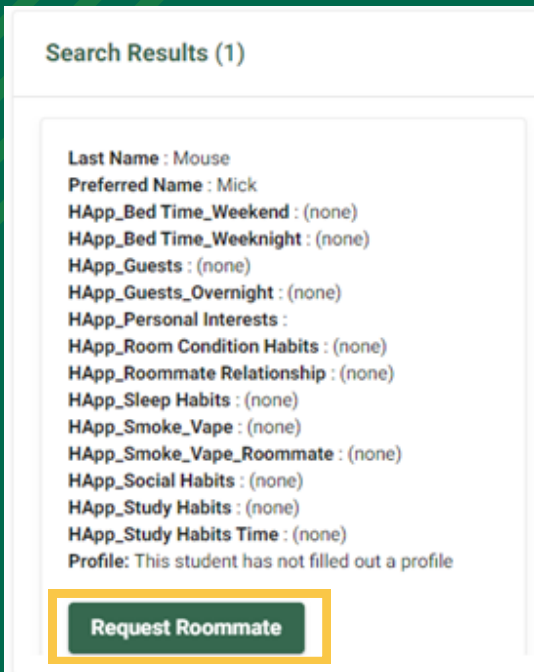 Search Results (1)
Last Name : Mouse
Preferred Name : Mick
HApp_Bed Time_Weekend : (none)
HApp_Bed Time_Weeknight : (none)
HApp_Guests : (none)
HApp_Guests_Overnight : (none)
HApp_Personal Interests :
HApp_Room Condition Habits : (none)
HApp_Roommate Relationship : (none)
HApp_Sleep Habits : (none)
HApp_Smoke_Vape : (none)
HApp_Smoke_Vape_Roommate : (none)
HApp_Social Habits : (none)
HApp_Study Habits : (none)
HApp_Study Habits Time : (none)
Profile: This student has not filled out a profile
Request Roommate